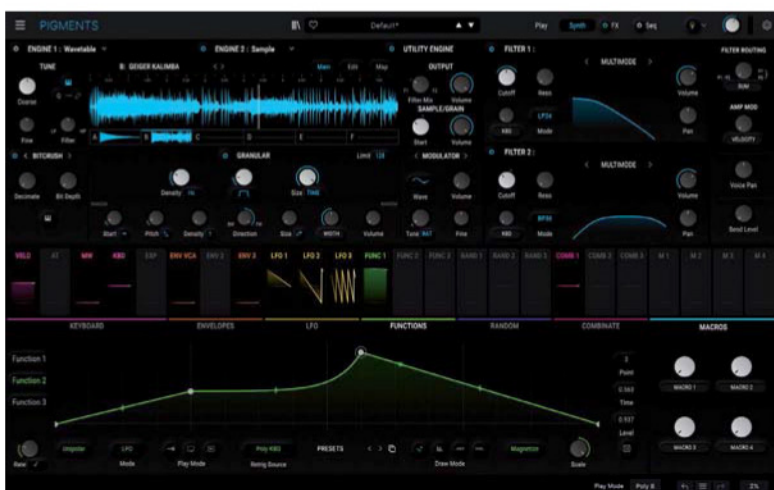 PIGMENTS Default* Play Synth FX Seq
ENGINE 1 : Wavetable ENGINE 2 : Sample UTILITY ENGINE FILTER 1 : FILTER ROUTING
TUNE B: GEIGER KALIMBA Main Edit Map OUTPUT MULTIMODE
Coarse Filter Mix Volume Cutoff Reso Volume
SUM
SAMPLE/GRAIN LP24 AMP MOD
Fine Filter A B C D E F Start Volume KBD Mode Pan VELOCITY
BITCRUSH GRANULAR Limit 128 MODULATOR FILTER 2 :
MULTIMODE
Decimate Bit Depth Density Size TIME Wave Volume Cutoff Reso Volume Voice Pan
BP36
Start Pitch Density Direction Size WIDTH Volume Tune RAT Fine KBD Mode Pan Bend Level
VELO AT MW KBD EXP ENV VCA ENV 2 ENV 3 LFO 1 LFO 2 LFO 3 FUNC 1 FUNC 2 FUNC 3 RAND 1 RAND 2 RAND 3 COMB 1 COMB 2 COMB 3 M 1 M 2 M 3 M 4
KEYBOARD ENVELOPES LFO FUNCTIONS RANDOM COMBINATE MACROS
Function 1
Point
Function 2 MACRO 1 MACRO 2
Time
Function 3
Level
Rate Unipolar LFO Poly KBD PRESETS Magnetize Scale MACRO 3 MACRO 4
Mode Play Mode Retrig Source Draw Mode
Play Mode Poly 8